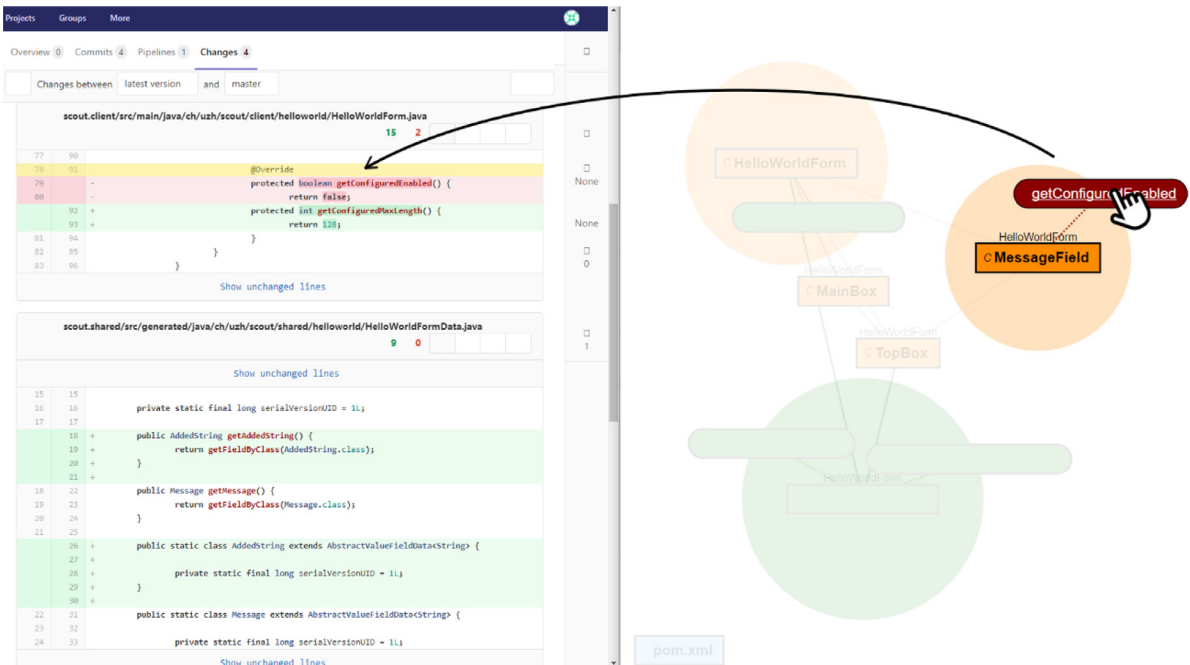 Projects Groups More
Overview 0 Commits 4 Pipelines 1 Changes 4
Changes between latest version and master
scout.client/src/main/java/ch/uzh/scout/client/helloworld/HelloWorldForm.java
15 2
77 90
78 91 @Override
79 - protected boolean getConfiguredEnabled() {
80 - return false;
92 + protected int getConfiguredMaxLength() {
93 + return 128;
81 94 }
82 95 }
83 96 }
Show unchanged lines
None
None
0
scout.shared/src/generated/java/ch/uzh/scout/shared/helloworld/HelloWorldFormData.java
9 0
1
Show unchanged lines
15 15
16 16 private static final long serialVersionUID = 1L;
17 17
18 + public AddedString getAddedString() {
19 + return getFieldByClass(AddedString.class);
20 + }
21 +
18 22 public Message getMessage() {
19 23 return getFieldByClass(Message.class);
20 24 }
21 25
26 + public static class AddedString extends AbstractValueFieldData<String> {
27 +
28 + private static final long serialVersionUID = 1L;
29 + }
30 +
22 31 public static class Message extends AbstractValueFieldData<String> {
23 32
24 33 private static final long serialVersionUID = 1L;
Show unchanged lines
C HelloWorldForm
getConfiguredEnabled
HelloWorldForm
C MessageField
HelloWorldForm
C MainBox
HelloWorldForm
C TopBox
HelloWorldForm
pom.xml